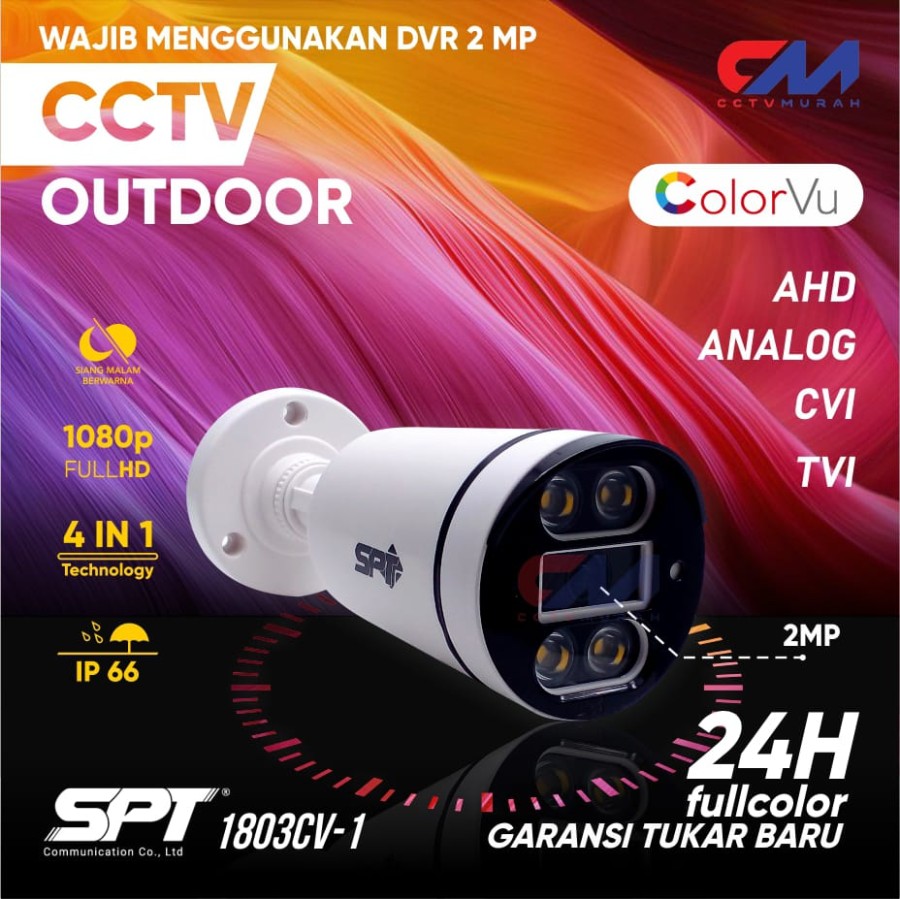 WAJIB MENGGUNAKAN DVR 2 MP
CM
CCTVMURAH
CCTV
OUTDOOR
ColorVu
AHD
ANALOG
CVI
TVI
SIANG MALAM
BERWARNA
1080p
FULLHD
4 IN 1
Technology
IP 66
SPT
CM
CCTVMURAH
2MP
24H
fullcolor
GARANSI TUKAR BARU
SPT®
Communication Co., Ltd
1803CV-1